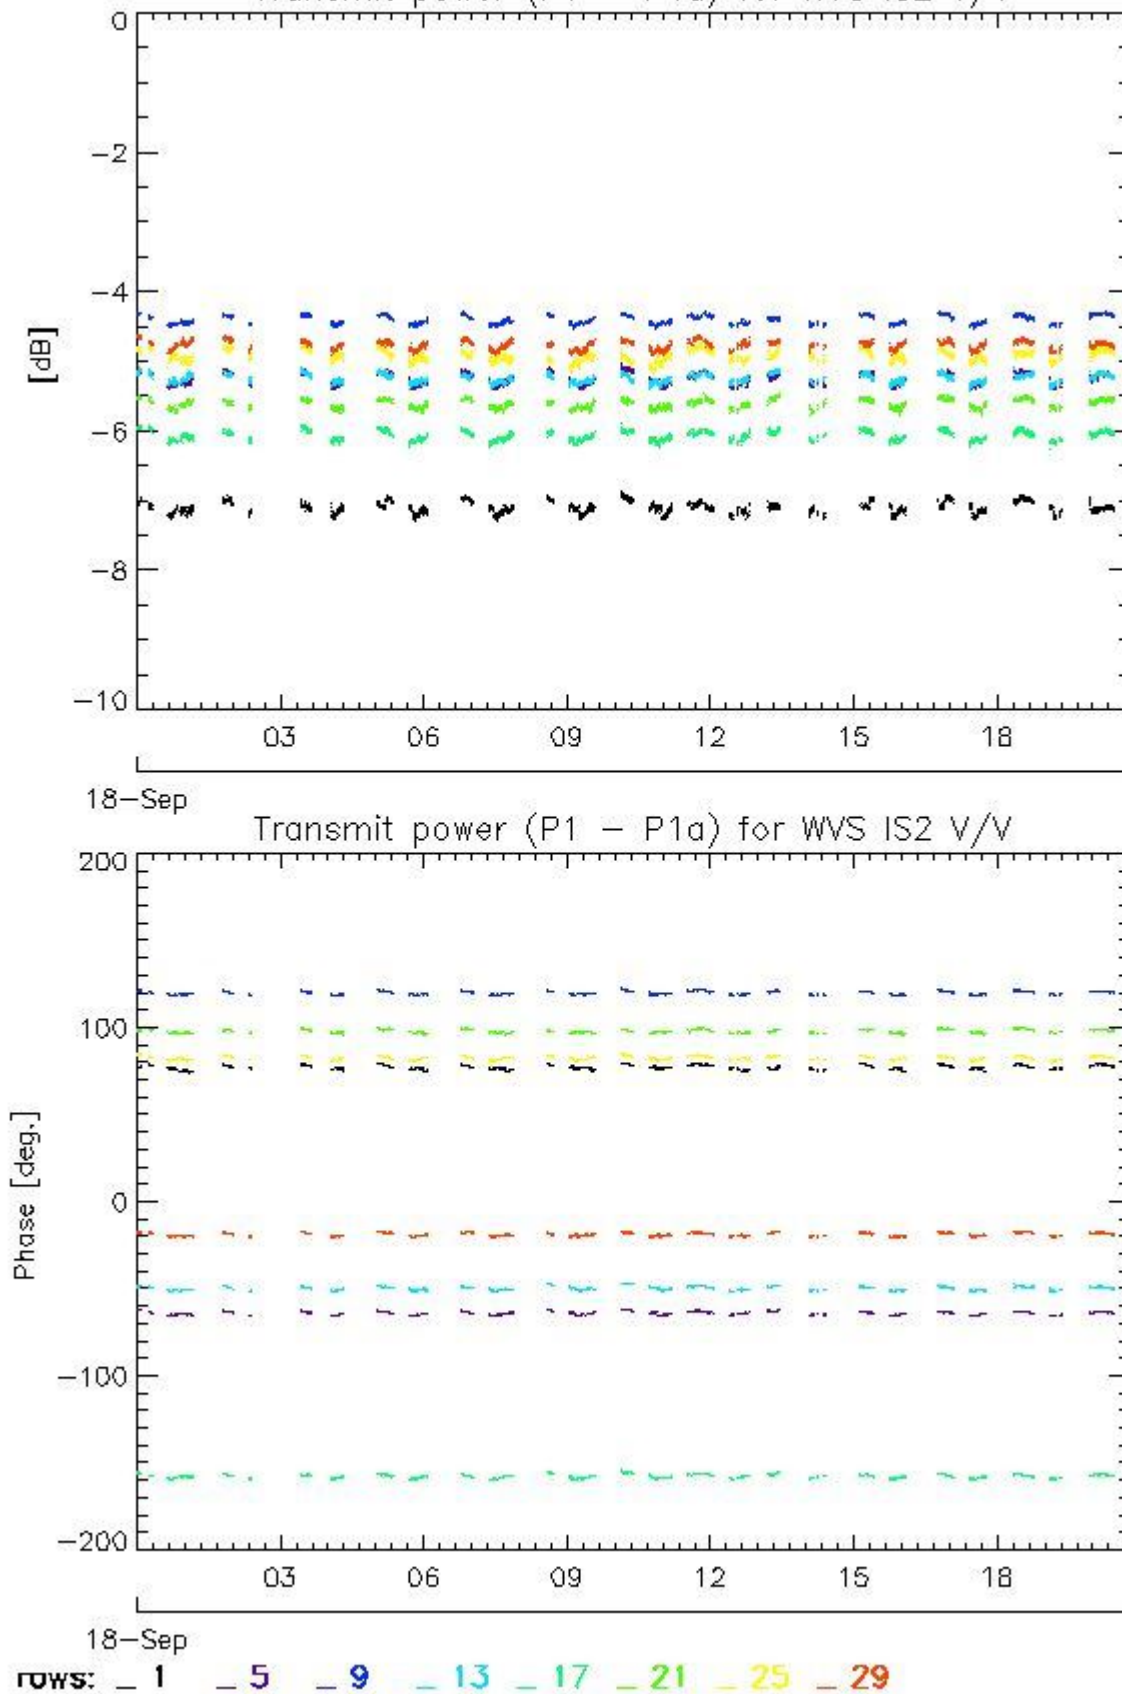 0
−2
−4
[dB]
−6
−8
−10
03 06 09 12 15 18
18−Sep
Transmit power (P1 − P1a) for WVS IS2 V/V
200
100
Phase [deg.]
0
−100
−200
03 06 09 12 15 18
18−Sep
rows: _ 1 _ 5 _ 9 _ 13 _ 17 _ 21 _ 25 _ 29